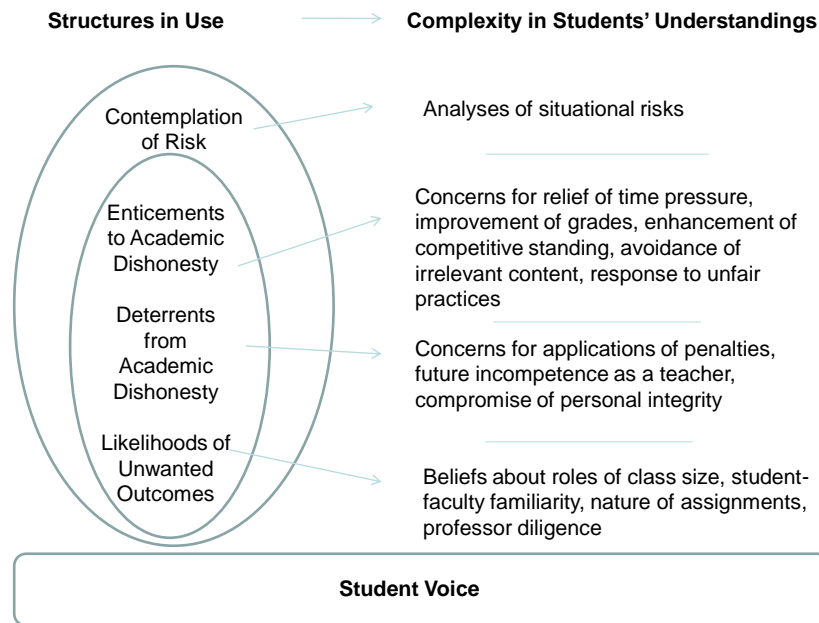 Structures in Use
Complexity in Students’ Understandings
Contemplation
of Risk
Analyses of situational risks
Enticements
to Academic
Dishonesty
Concerns for relief of time pressure,
improvement of grades, enhancement of
competitive standing, avoidance of
irrelevant content, response to unfair
practices
Deterrents
from
Academic
Dishonesty
Concerns for applications of penalties,
future incompetence as a teacher,
compromise of personal integrity
Likelihoods of
Unwanted
Outcomes
Beliefs about roles of class size, student-
faculty familiarity, nature of assignments,
professor diligence
Student Voice